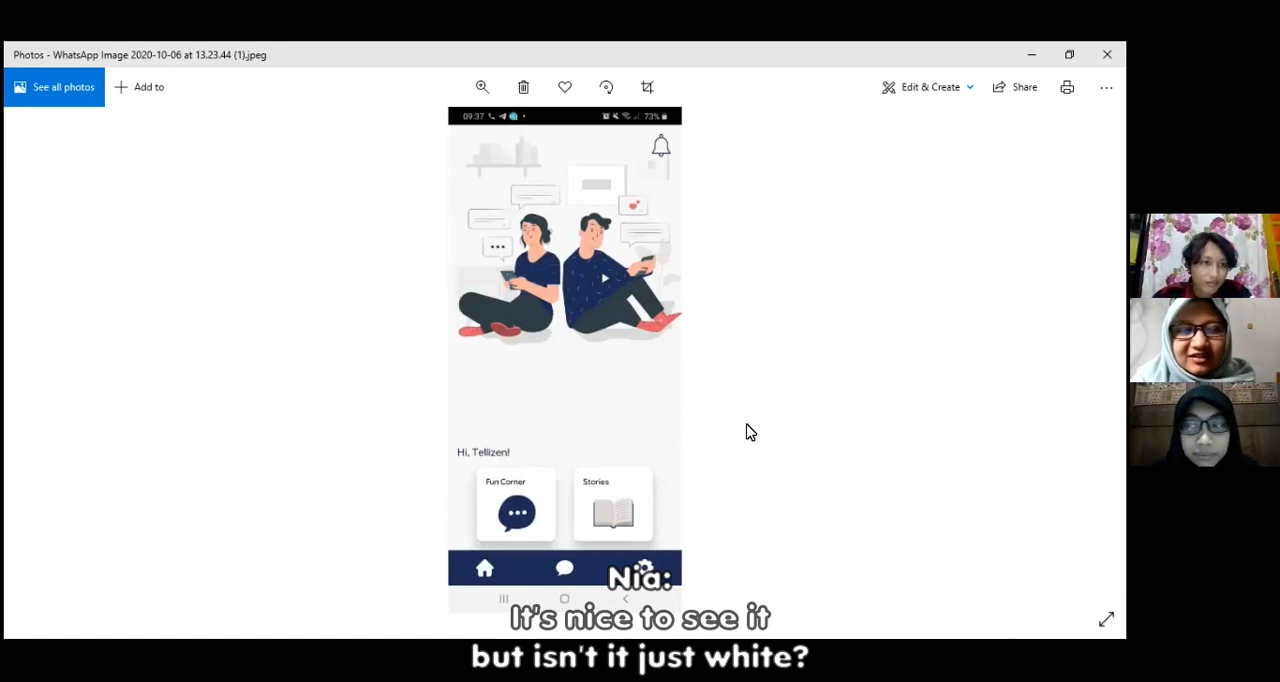 Photos - WhatsApp Image 2020-10-06 at 13.23.44 (1).jpeg
See all photos
Add to
Edit & Create
Share
09:37
73%
Hi, Tellizen!
Fun Corner
Stories
Nia:
It's nice to see it
but isn't it just white?